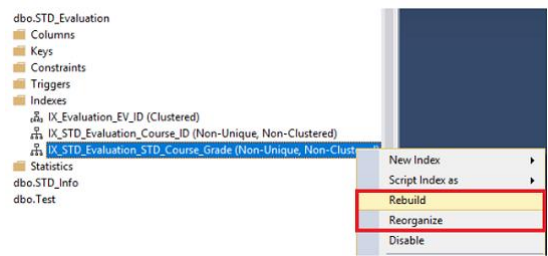 dbo.STD_Evaluation
Columns
Keys
Constraints
Triggers
Indexes
IX_Evaluation_EV_ID (Clustered)
IX_STD_Evaluation_Course_ID (Non-Unique, Non-Clustered)
IX_STD_Evaluation_STD_Course_Grade (Non-Unique, Non-Clust
Statistics
dbo.STD_Info
dbo.Test
New Index
Script Index as
Rebuild
Reorganize
Disable